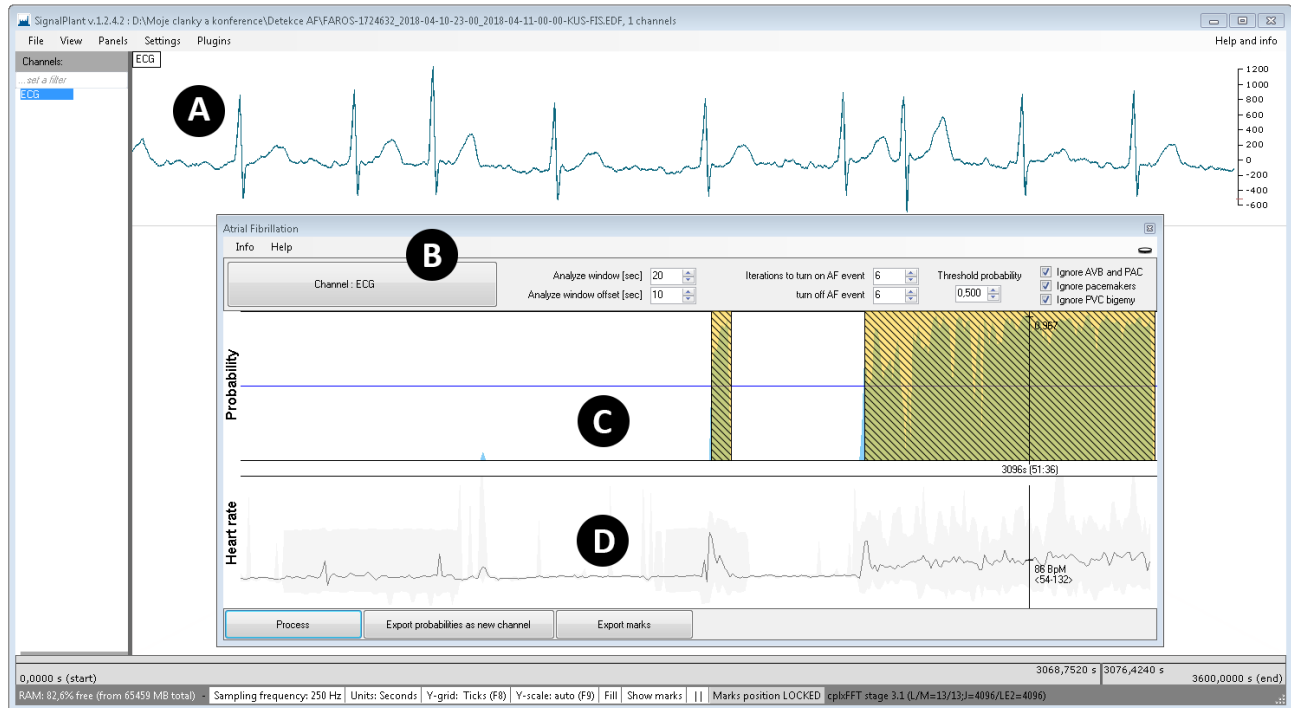 SignalPlant v.1.2.4.2 : D:\Moje clanky a konference\Detekce AF\FAROS-1724632_2018-04-10-23-00_2018-04-11-00-00-KUS-FIS.EDF, 1 channels
File View Panels Settings Plugins Help and info
Channels:
...set a filter
ECG
ECG
1200
1000
800
600
400
200
0
-200
-400
-600
A
Atrial Fibrillation
Info Help
B
Channel : ECG
Analyze window [sec] 20
Analyze window offset [sec] 10
Iterations to turn on AF event 6
turn off AF event 6
Threshold probability
0,500
Ignore AVB and PAC
Ignore pacemakers
Ignore PVC bigemy
Probability
0,967
C
3096s (51:36)
Heart rate
D
86 BpM
<54-132>
Process Export probabilities as new channel Export marks
0,0000 s (start) 3068,7520 s 3076,4240 s 3600,0000 s (end)
RAM: 82,6% free (from 65459 MB total) - Sampling frequency: 250 Hz Units: Seconds Y-grid: Ticks (F8) Y-scale: auto (F9) Fill Show marks || Marks position LOCKED cplxFFT stage 3.1 (L/M=13/13;J=4096/LE2=4096)